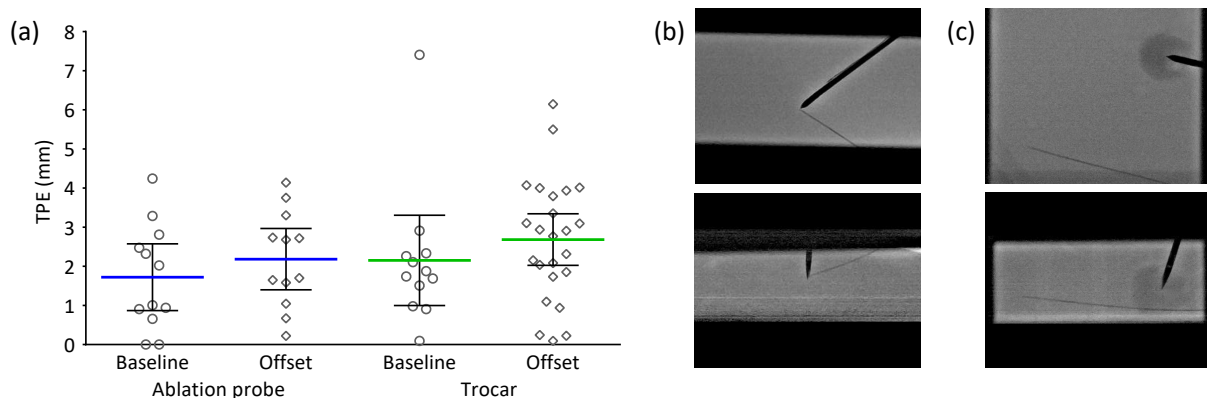 (a)
TPE (mm)
8
7
6
5
4
3
2
1
0
Baseline Offset Baseline Offset
Ablation probe Trocar
(b)
(c)